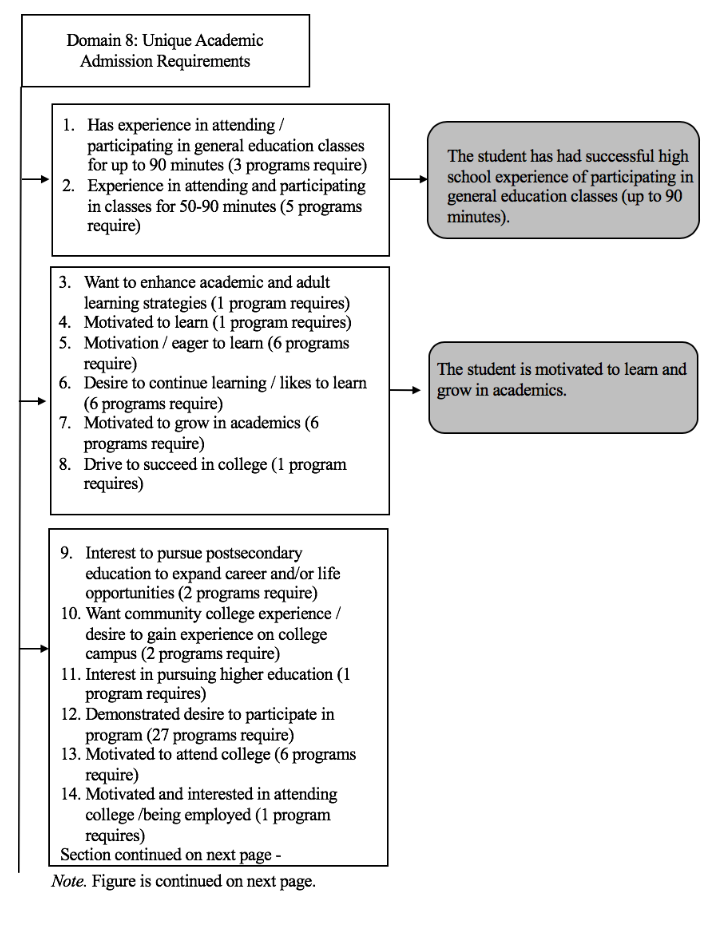 Domain 8: Unique Academic
Admission Requirements
1. Has experience in attending /
participating in general education classes
for up to 90 minutes (3 programs require)
2. Experience in attending and participating
in classes for 50-90 minutes (5 programs
require)
The student has had successful high
school experience of participating in
general education classes (up to 90
minutes).
3. Want to enhance academic and adult
learning strategies (1 program requires)
4. Motivated to learn (1 program requires)
5. Motivation / eager to learn (6 programs
require)
6. Desire to continue learning / likes to learn
(6 programs require)
7. Motivated to grow in academics (6
programs require)
8. Drive to succeed in college (1 program
requires)
The student is motivated to learn and
grow in academics.
9. Interest to pursue postsecondary
education to expand career and/or life
opportunities (2 programs require)
10. Want community college experience /
desire to gain experience on college
campus (2 programs require)
11. Interest in pursuing higher education (1
program requires)
12. Demonstrated desire to participate in
program (27 programs require)
13. Motivated to attend college (6 programs
require)
14. Motivated and interested in attending
college /being employed (1 program
requires)
Section continued on next page -
Note. Figure is continued on next page.